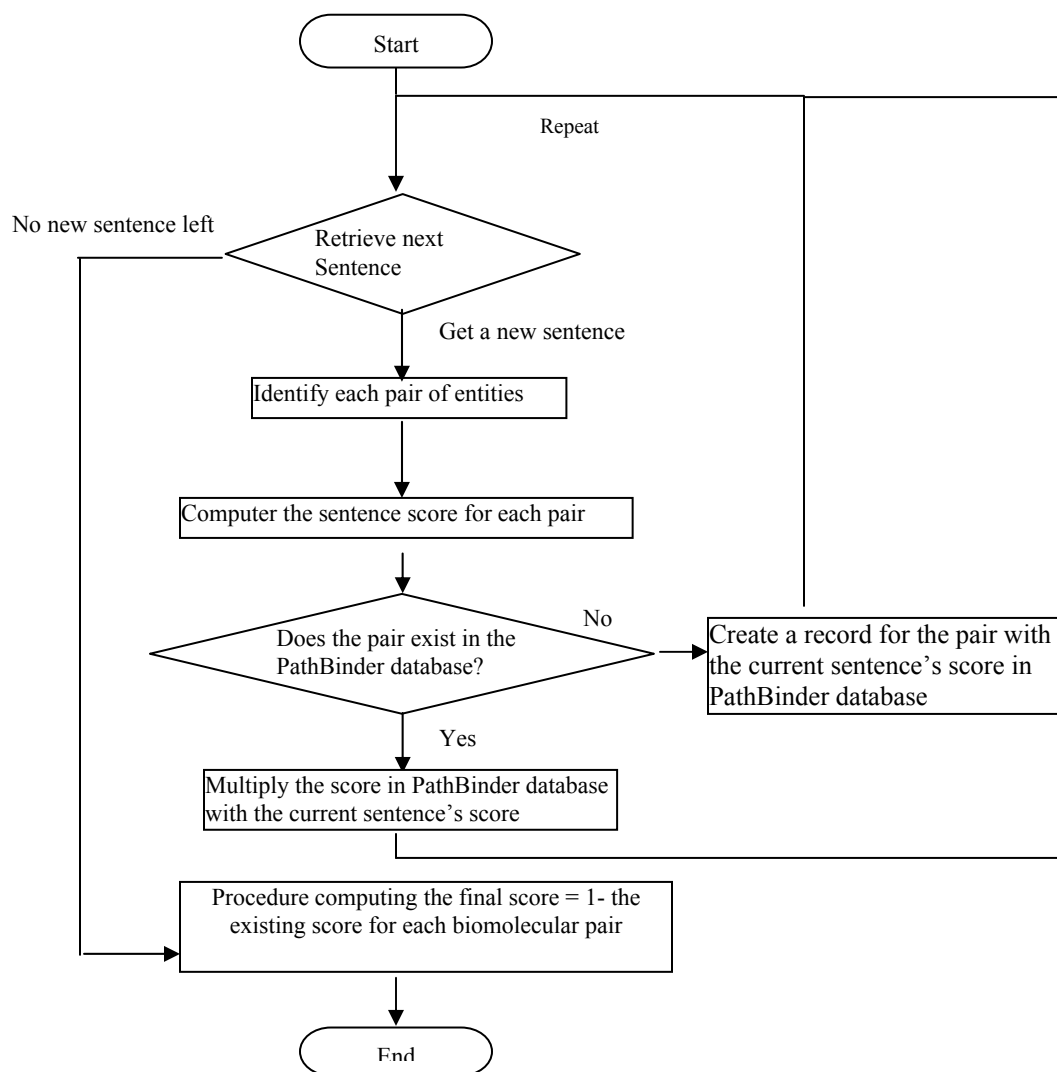 Start
Repeat
No new sentence left
Retrieve next
Sentence
Get a new sentence
Identify each pair of entities
Computer the sentence score for each pair
No
Does the pair exist in the
PathBinder database?
Create a record for the pair with
the current sentence's score in
PathBinder database
Yes
Multiply the score in PathBinder database
with the current sentence's score
Procedure computing the final score = 1- the
existing score for each biomolecular pair
End